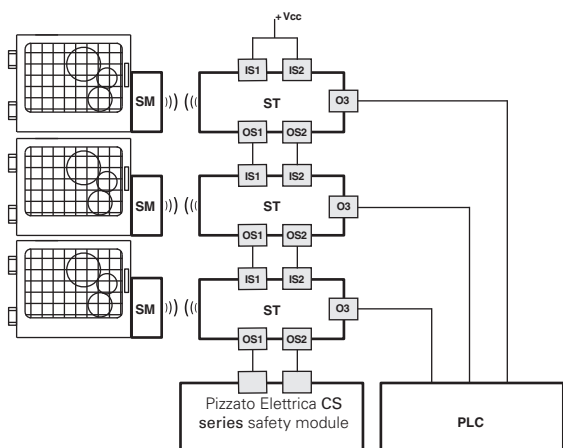 + Vcc
IS1 IS2
SM ST O3
OS1 OS2
IS1 IS2
SM ST O3
OS1 OS2
IS1 IS2
SM ST O3
OS1 OS2
Pizzato Elettrica CS
series safety module
PLC